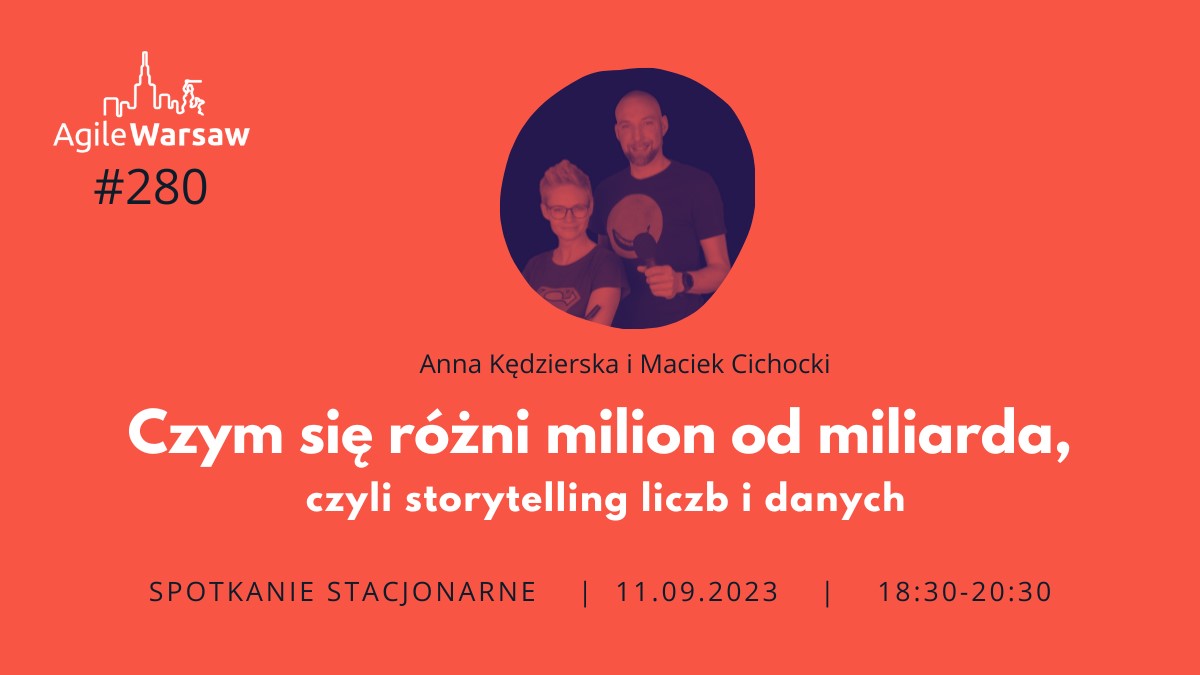 AgileWarsaw
#280
Anna Kędzierska i Maciek Cichocki
Czym się różni milion od miliarda,
czyli storytelling liczb i danych
SPOTKANIE STACJONARNE | 11.09.2023 | 18:30-20:30